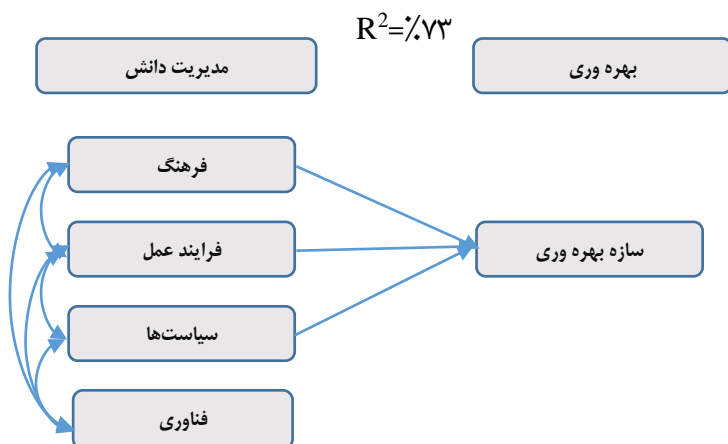 R²=٪۷۳
مدیریت دانش
بهره وری
فرهنگ
فرایند عمل
سازه بهره وری
سیاست‌ها
فناوری